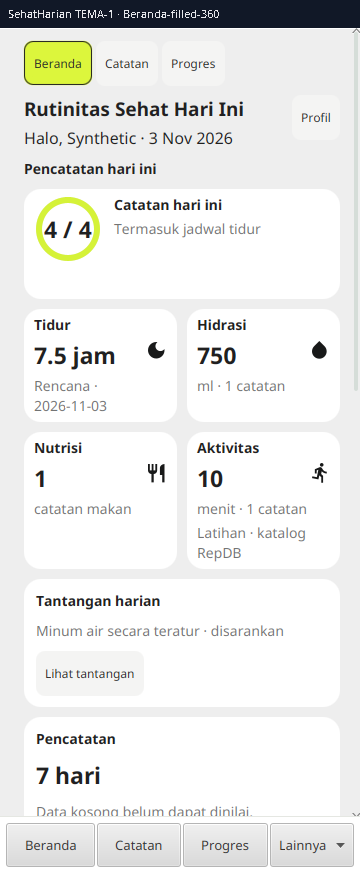 SehatHarian TEMA-1 · Beranda-filled-360
Beranda Catatan Progres
Rutinitas Sehat Hari Ini
Profil
Halo, Synthetic · 3 Nov 2026
Pencatatan hari ini
Catatan hari ini
4 / 4
Termasuk jadwal tidur
Tidur
7.5 jam
Rencana ·
2026-11-03
Hidrasi
750
ml · 1 catatan
Nutrisi
1
catatan makan
Aktivitas
10
menit · 1 catatan
Latihan · katalog
RepDB
Tantangan harian
Minum air secara teratur · disarankan
Lihat tantangan
Pencatatan
7 hari
Data kosong belum dapat dinilai.
Beranda Catatan Progres Lainnya